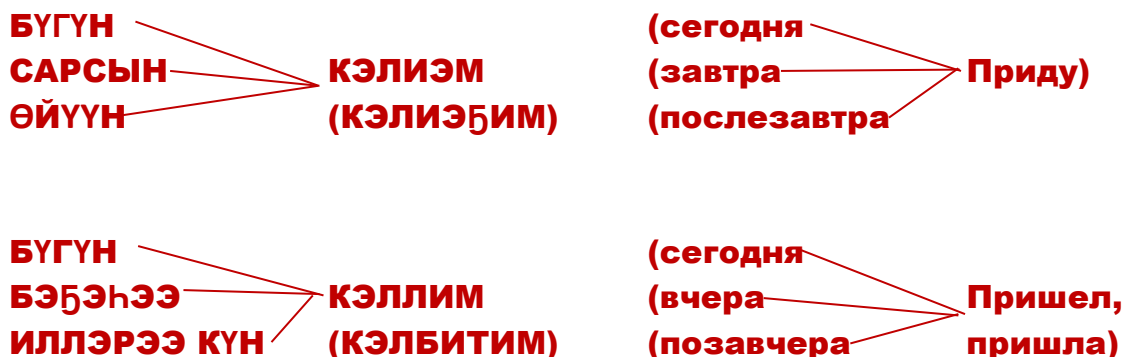 БҮГҮН (сегодня
САРСЫН КЭЛИЭМ (завтра Приду)
ӨЙҮҮН (КЭЛИЭҔИМ) (послезавтра
БҮГҮН (сегодня
БЭҔЭҺЭЭ КЭЛЛИМ (вчера Пришел,
ИЛЛЭРЭЭ КҮН (КЭЛБИТИМ) (позавчера пришла)